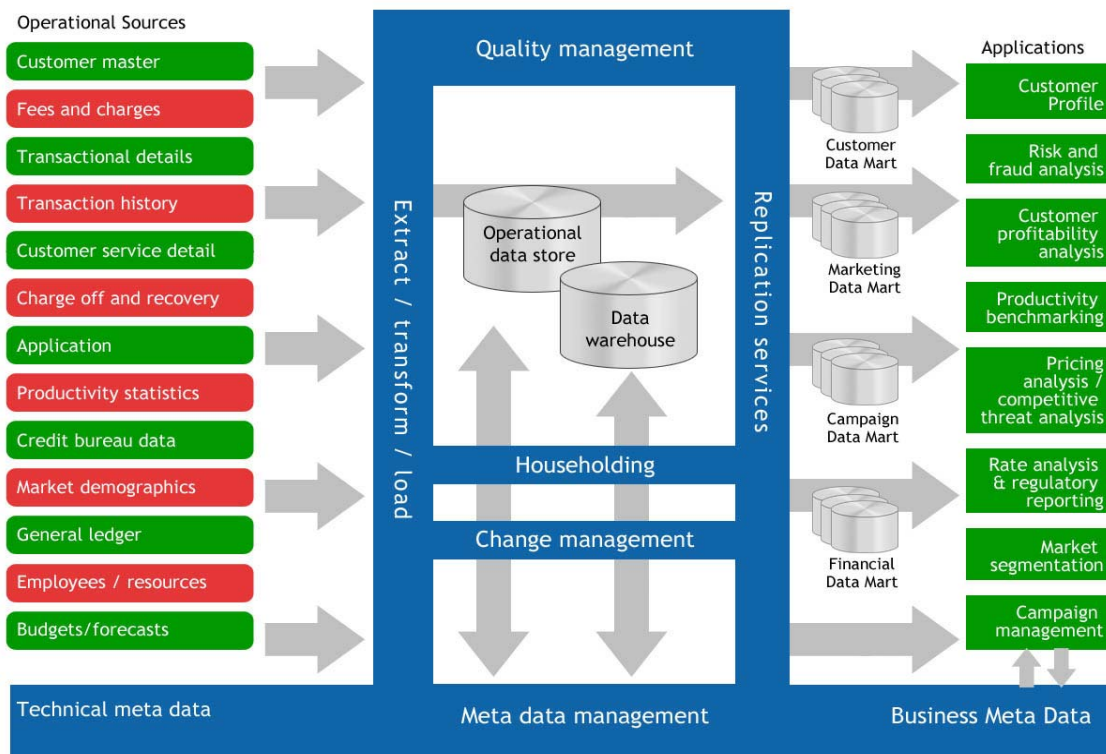 Operational Sources
Customer master
Fees and charges
Transactional details
Transaction history
Customer service detail
Charge off and recovery
Application
Productivity statistics
Credit bureau data
Market demographics
General ledger
Employees / resources
Budgets/forecasts
Technical meta data
Quality management
Extract / transform / load
Operational
data store
Data
warehouse
Householding
Change management
Meta data management
Replication services
Customer
Data Mart
Marketing
Data Mart
Campaign
Data Mart
Financial
Data Mart
Applications
Customer
Profile
Risk and
fraud analysis
Customer
profitability
analysis
Productivity
benchmarking
Pricing
analysis /
competitive
threat analysis
Rate analysis
& regulatory
reporting
Market
segmentation
Campaign
management
Business Meta Data